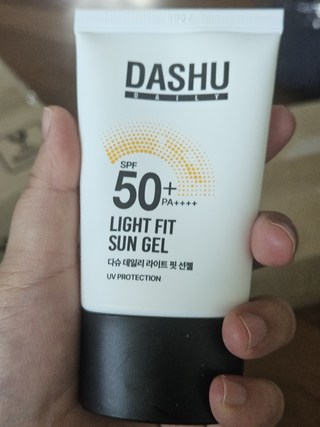 DASHU
DAILY
SPF
50+
PA++++
LIGHT FIT
SUN GEL
다슈 데일리 라이트 핏 선젤
UV PROTECTION